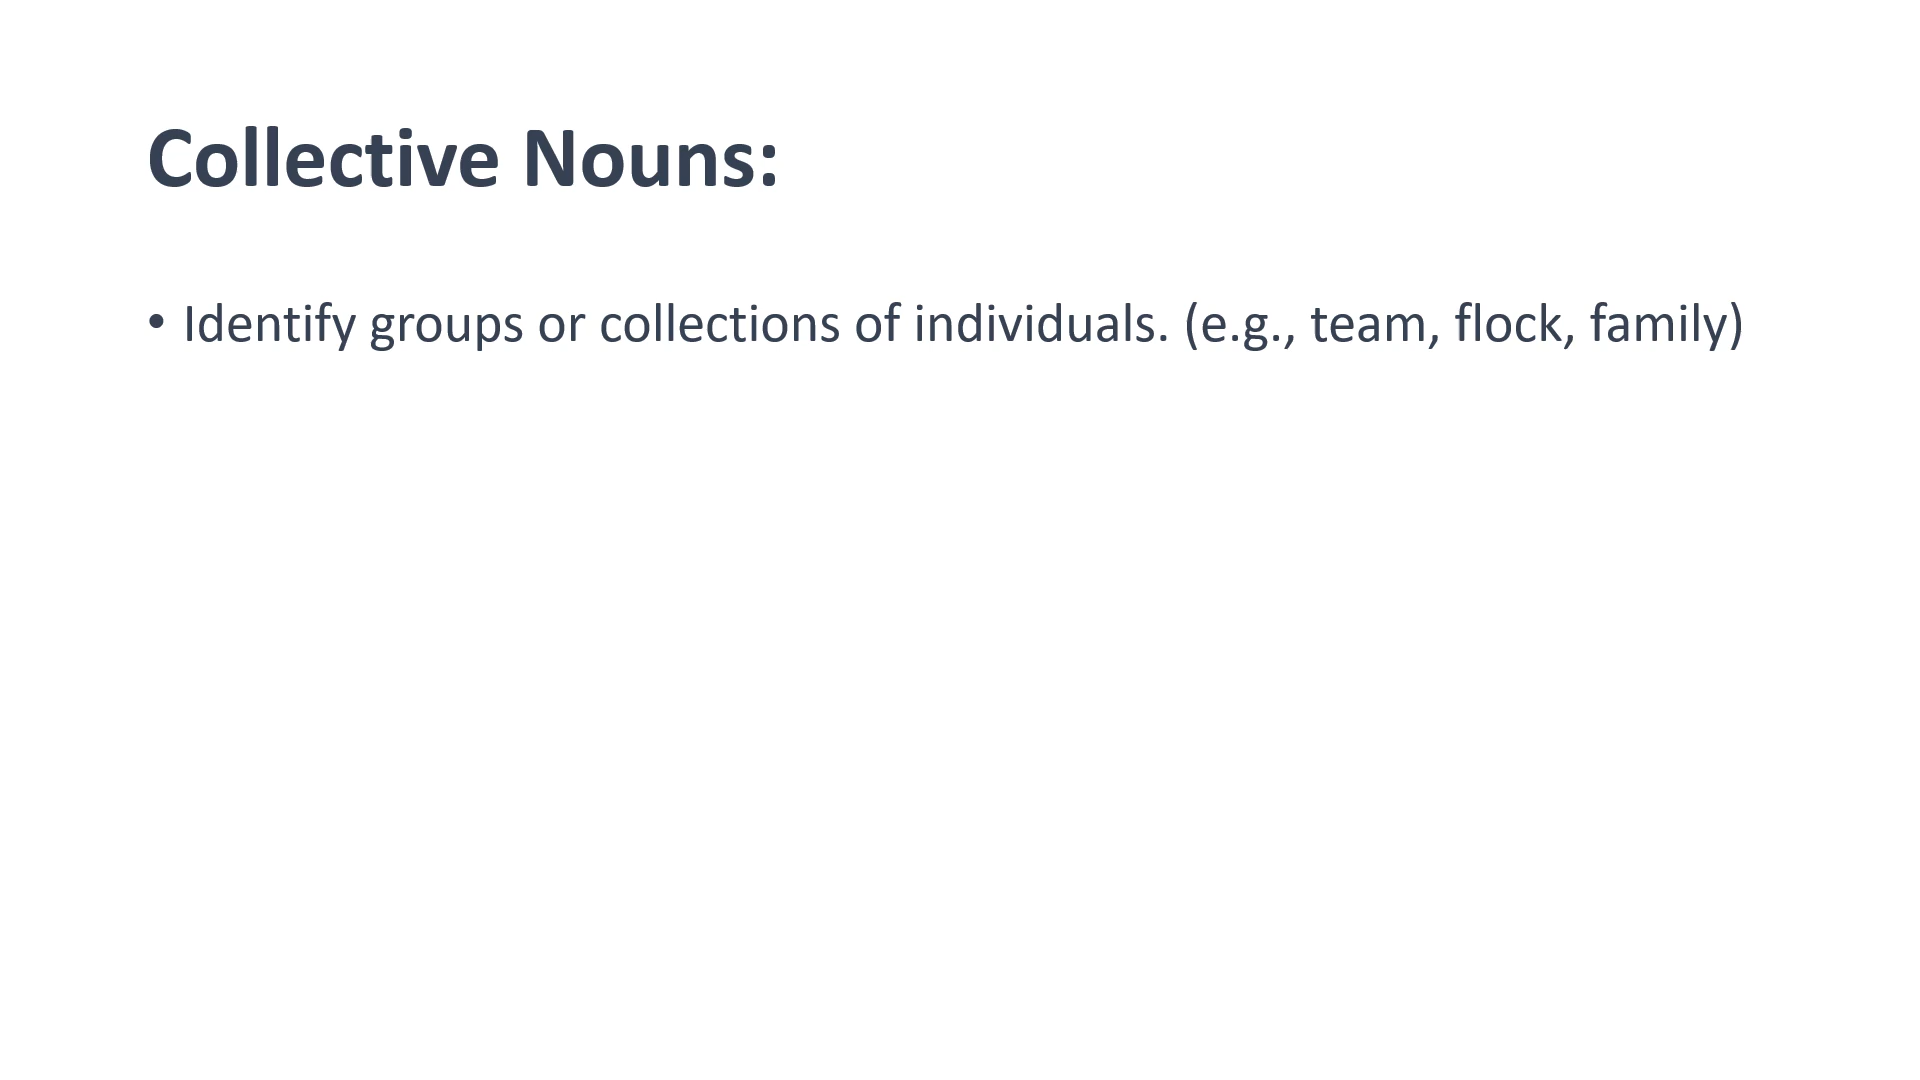 Collective Nouns:
• Identify groups or collections of individuals. (e.g., team, flock, family)